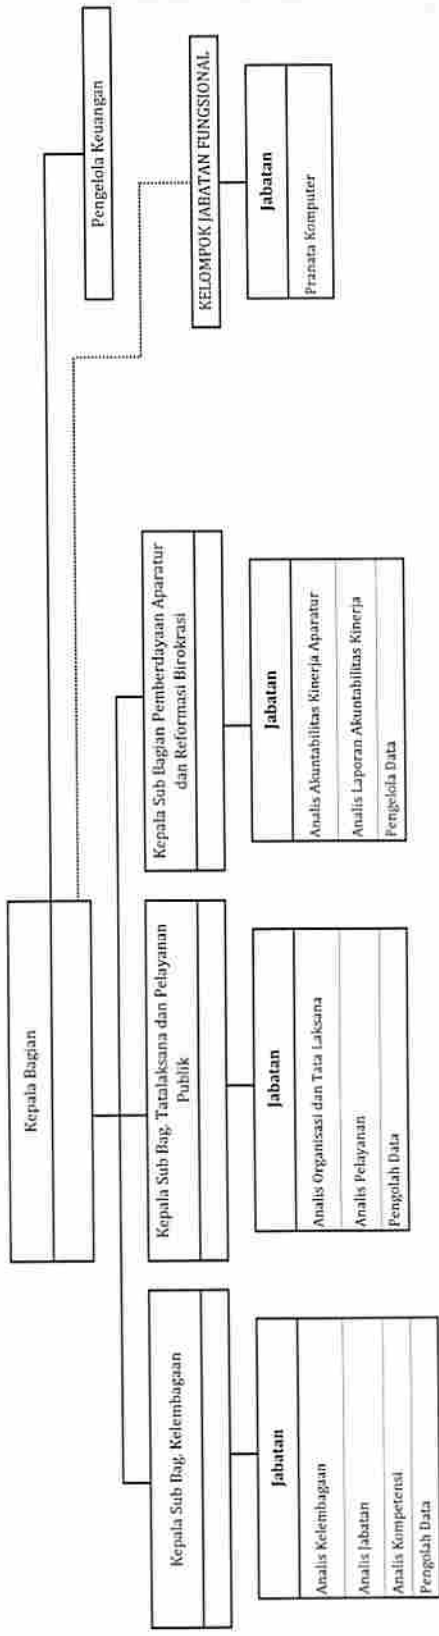 Kepala Bagian
Pengelola Keuangan
Kepala Sub Bag. Kelembagaan
Kepala Sub Bag. Tatalaksana dan Pelayanan
Publik
Kepala Sub Bagian Pemberdayaan Aparatur
dan Reformasi Birokrasi
KELOMPOK JABATAN FUNGSIONAL
Jabatan
Analis Kelembagaan
Analis Jabatan
Analis Kompetensi
Pengolah Data
Jabatan
Analis Organisasi dan Tata Laksana
Analis Pelayanan
Pengolah Data
Jabatan
Analis Akuntabilitas Kinerja Aparatur
Analis Laporan Akuntabilitas Kinerja
Pengelola Data
Jabatan
Pranata Komputer